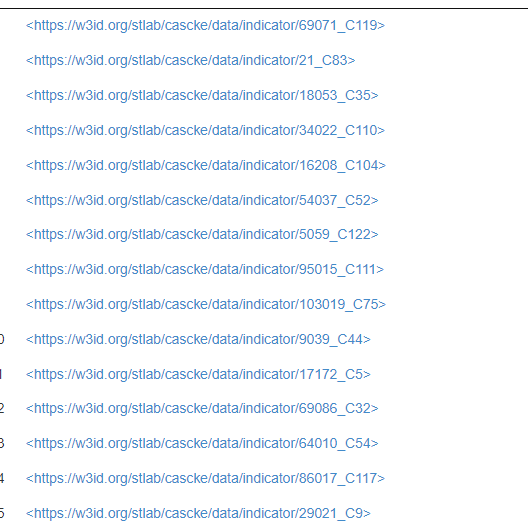 <https://w3id.org/stlab/cascke/data/indicator/69071_C119>
<https://w3id.org/stlab/cascke/data/indicator/21_C83>
<https://w3id.org/stlab/cascke/data/indicator/18053_C35>
<https://w3id.org/stlab/cascke/data/indicator/34022_C110>
<https://w3id.org/stlab/cascke/data/indicator/16208_C104>
<https://w3id.org/stlab/cascke/data/indicator/54037_C52>
<https://w3id.org/stlab/cascke/data/indicator/5059_C122>
<https://w3id.org/stlab/cascke/data/indicator/95015_C111>
<https://w3id.org/stlab/cascke/data/indicator/103019_C75>
0 <https://w3id.org/stlab/cascke/data/indicator/9039_C44>
1 <https://w3id.org/stlab/cascke/data/indicator/17172_C5>
2 <https://w3id.org/stlab/cascke/data/indicator/69086_C32>
3 <https://w3id.org/stlab/cascke/data/indicator/64010_C54>
4 <https://w3id.org/stlab/cascke/data/indicator/86017_C117>
5 <https://w3id.org/stlab/cascke/data/indicator/29021_C9>